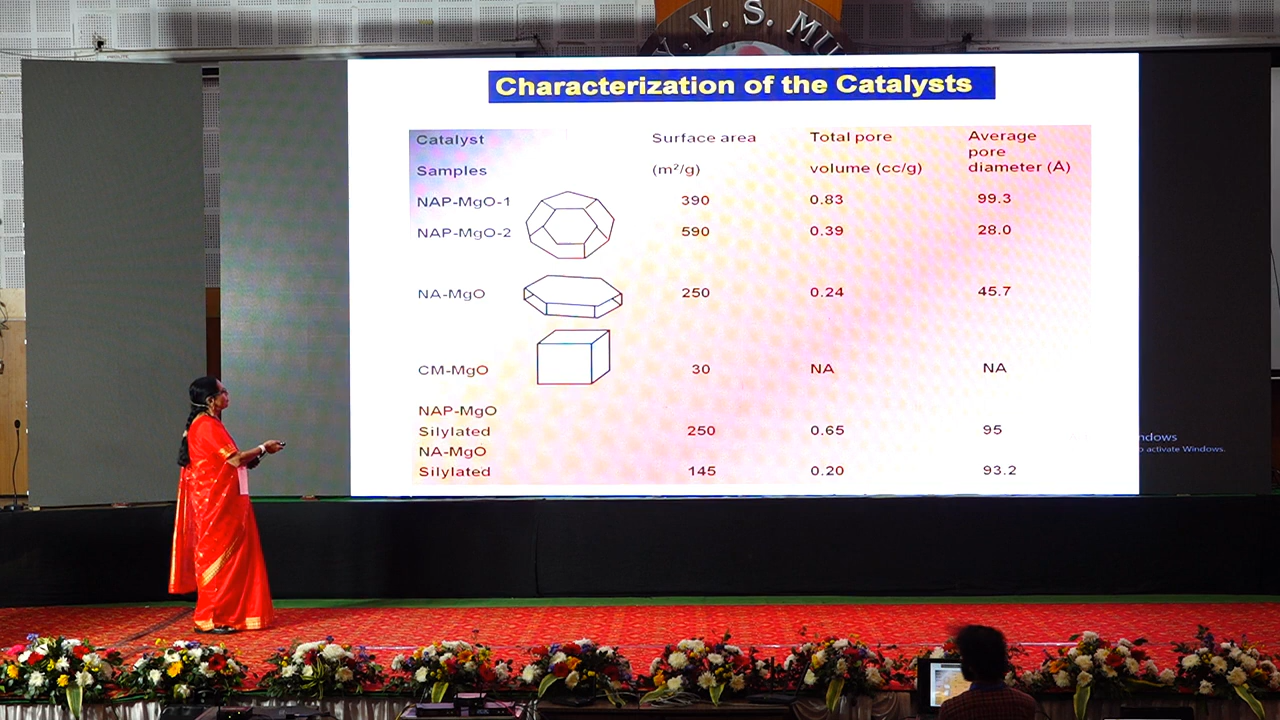 . V. S. MU
Characterization of the Catalysts
Catalyst Surface area Total pore Average pore
Samples (m²/g) volume (cc/g) diameter (Å)
NAP-MgO-1 390 0.83 99.3
NAP-MgO-2 590 0.39 28.0
NA-MgO 250 0.24 45.7
CM-MgO 30 NA NA
NAP-MgO
Silylated 250 0.65 95
NA-MgO
Silylated 145 0.20 93.2
ndows
o activate Windows.